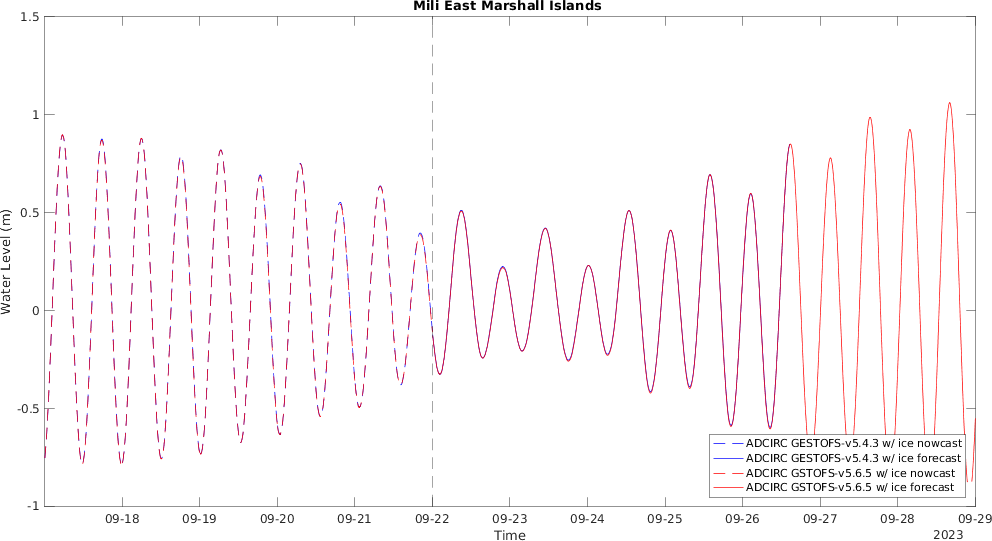 Mili East Marshall Islands
1.5
1
0.5
0
-0.5
-1
Water Level (m)
ADCIRC GESTOFS-v5.4.3 w/ ice nowcast
ADCIRC GESTOFS-v5.4.3 w/ ice forecast
ADCIRC GSTOFS-v5.6.5 w/ ice nowcast
ADCIRC GSTOFS-v5.6.5 w/ ice forecast
09-18 09-19 09-20 09-21 09-22 09-23 09-24 09-25 09-26 09-27 09-28 09-29
Time
2023